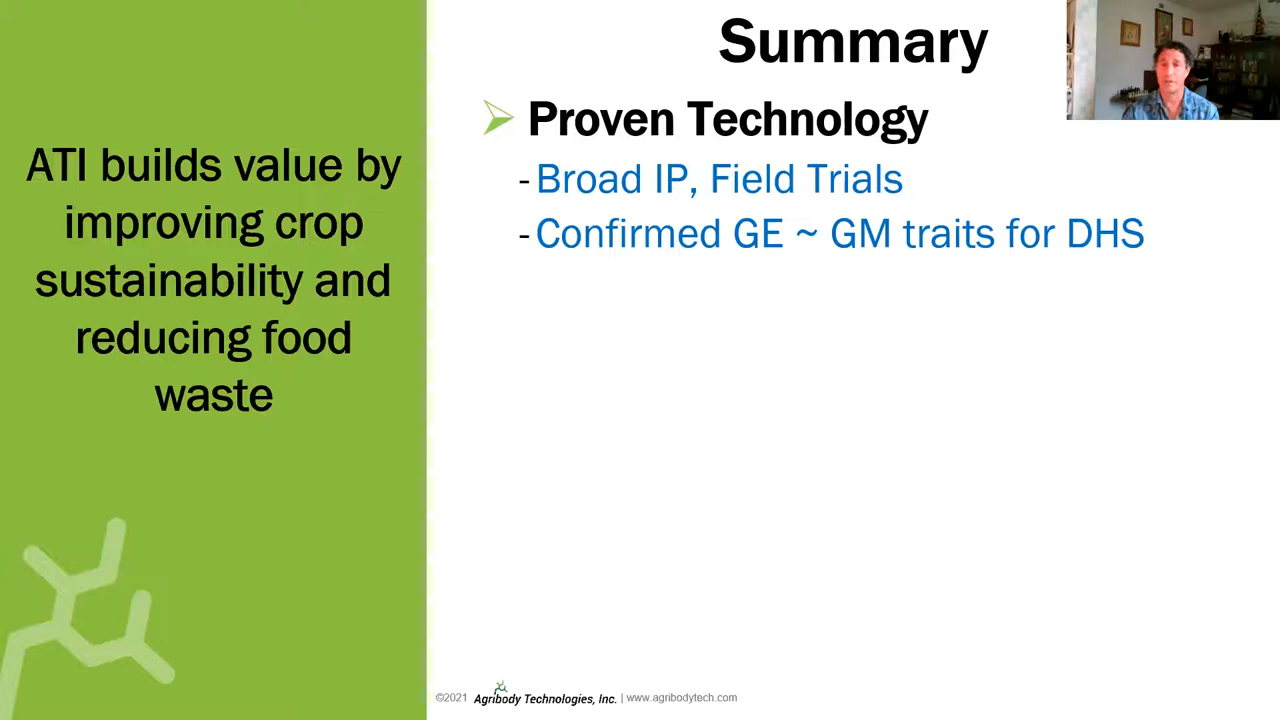 ATI builds value by
improving crop
sustainability and
reducing food
waste
Summary
Proven Technology
- Broad IP, Field Trials
- Confirmed GE ~ GM traits for DHS
©2021 Agribody Technologies, Inc. | www.agribodytech.com